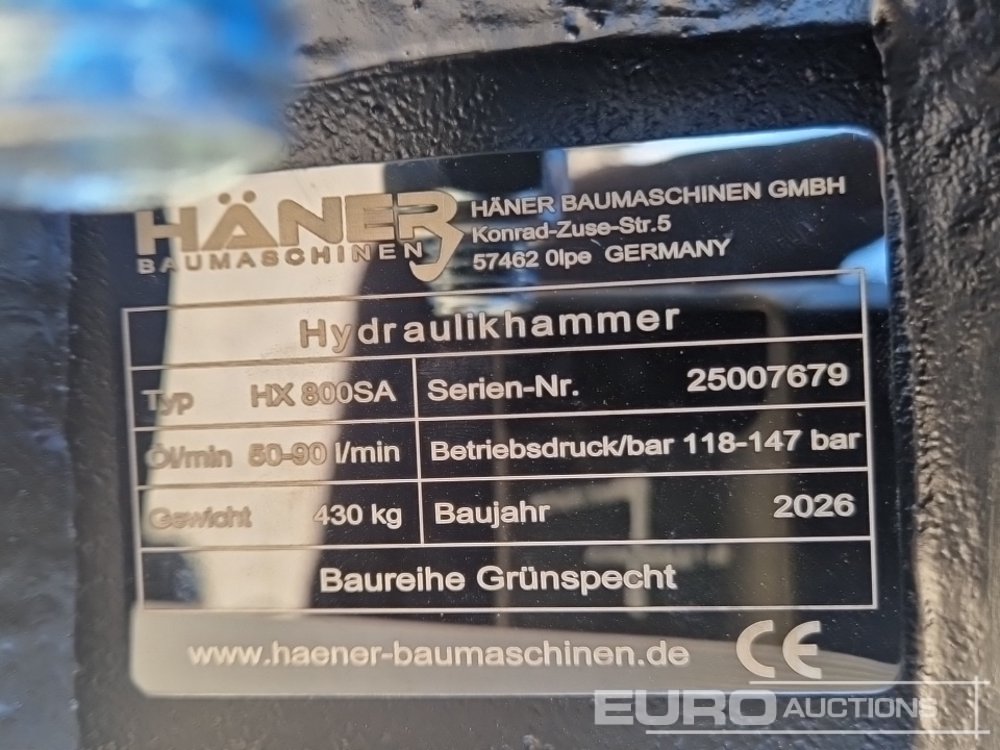 HÄNER
BAUMASCHINEN
HÄNER BAUMASCHINEN GMBH
Konrad-Zuse-Str.5
57462 Olpe GERMANY
Hydraulikhammer
Typ HX 800SA Serien-Nr. 25007679
Öl/min 50-90 l/min Betriebsdruck/bar 118-147 bar
Gewicht 430 kg Baujahr 2026
Baureihe Grünspecht
www.haener-baumaschinen.de CE
EURO AUCTIONS